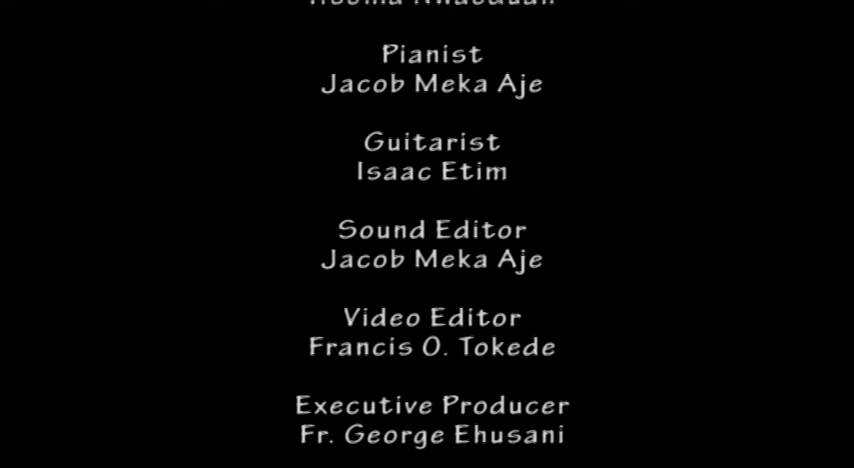 Pianist
Jacob Meka Aje
Guitarist
Isaac Etim
Sound Editor
Jacob Meka Aje
Video Editor
Francis O. Tokede
Executive Producer
Fr. George Ehusani